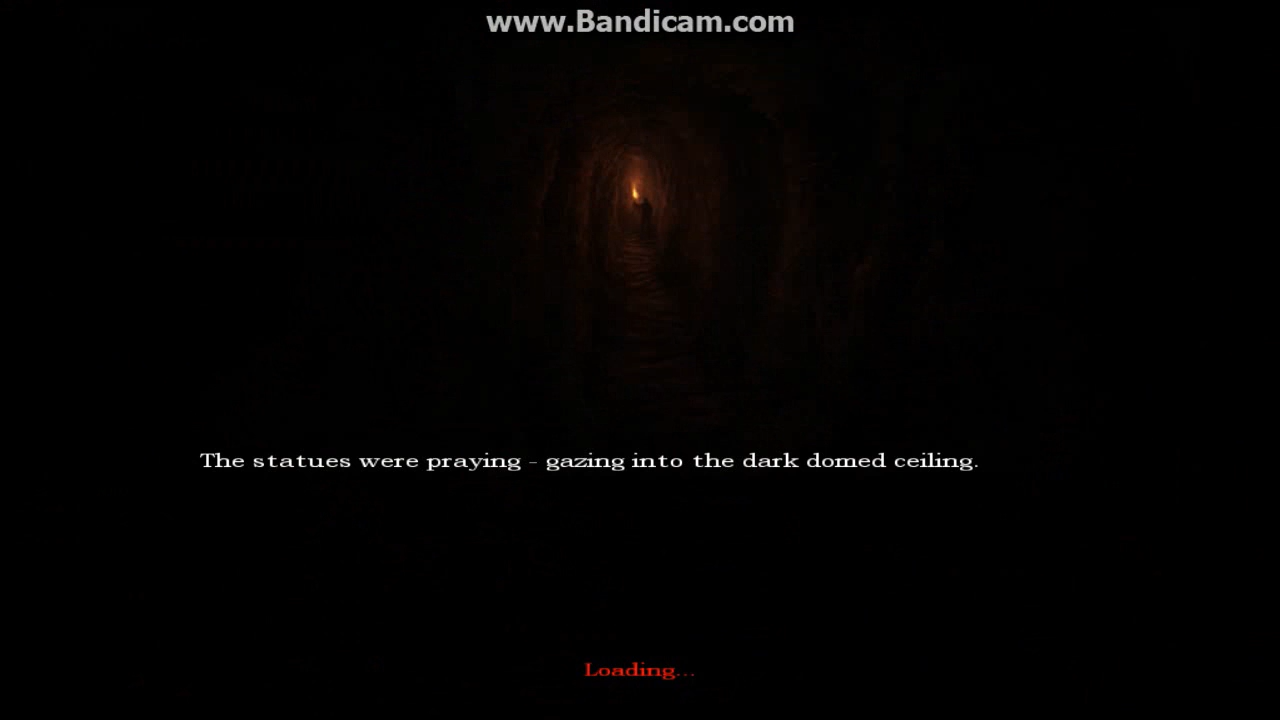 www.Bandicam.com
The statues were praying - gazing into the dark domed ceiling.
Loading...